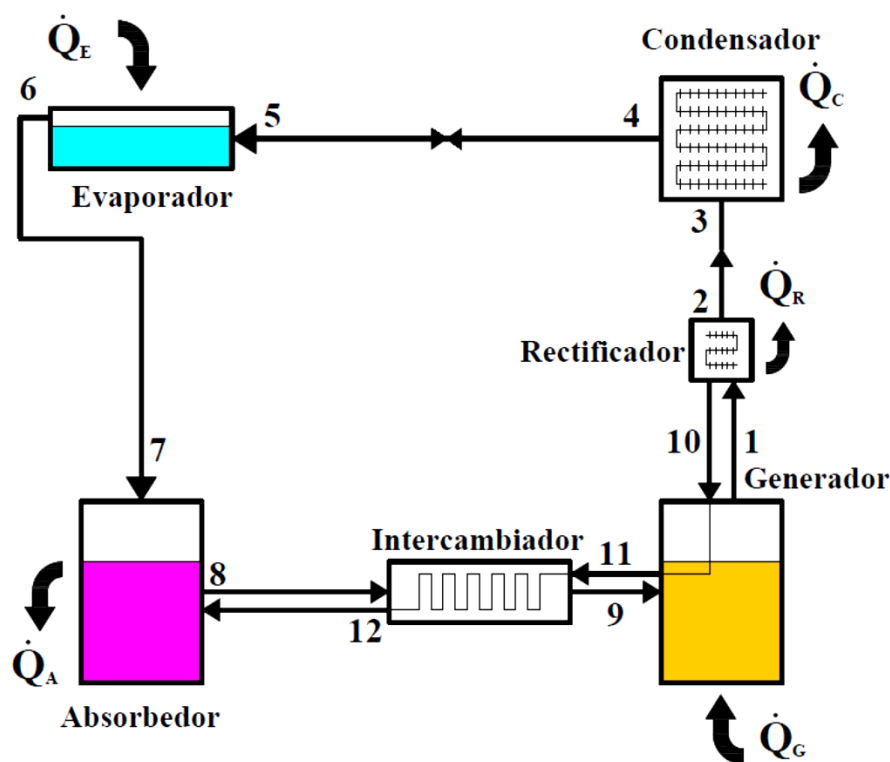 Condensador
Q̇E
Q̇C
6
5
4
Evaporador
3
2
Q̇R
Rectificador
7
10
1
Generador
Intercambiador
8
11
12
9
Q̇A
Absorbedor
Q̇G